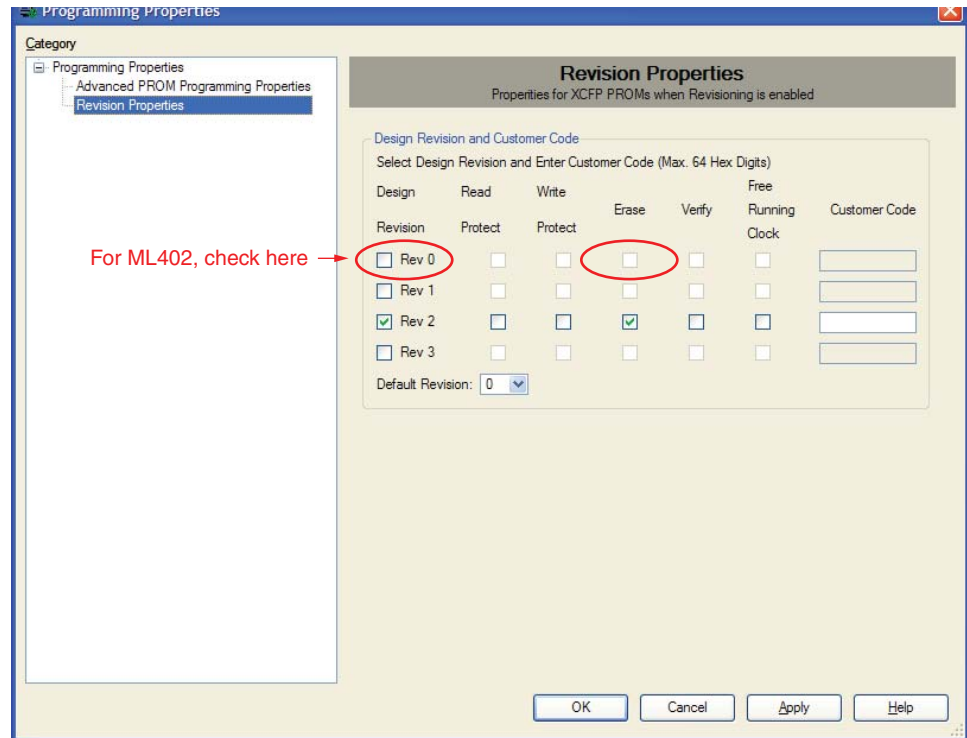 Programming Properties
Category
Programming Properties
Advanced PROM Programming Properties
Revision Properties
Revision Properties
Properties for XCFP PROMs when Revisioning is enabled
Design Revision and Customer Code
Select Design Revision and Enter Customer Code (Max. 64 Hex Digits)
Design Revision
Read Protect
Write Protect
Erase
Verify
Free Running Clock
Customer Code
For ML402, check here
Rev 0
Rev 1
Rev 2
Rev 3
Default Revision: 0
OK Cancel Apply Help